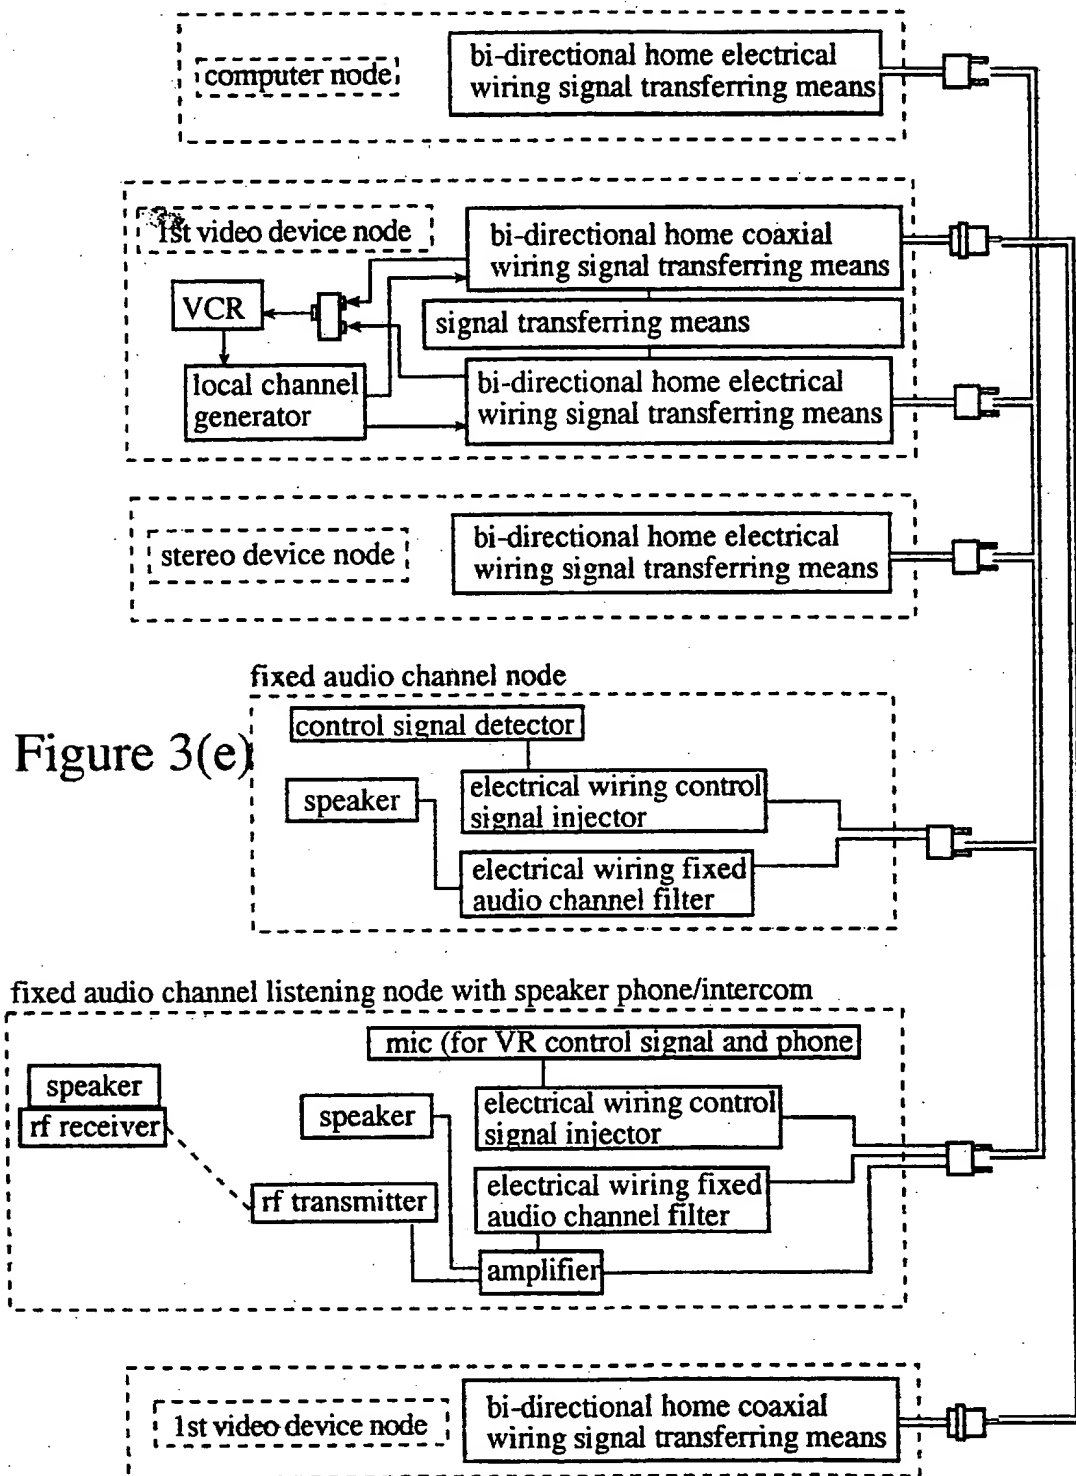 computer node
bi-directional home electrical
wiring signal transferring means
1st video device node
bi-directional home coaxial
wiring signal transferring means
VCR
signal transferring means
local channel
generator
bi-directional home electrical
wiring signal transferring means
stereo device node
bi-directional home electrical
wiring signal transferring means
fixed audio channel node
control signal detector
Figure 3(e)
speaker
electrical wiring control
signal injector
electrical wiring fixed
audio channel filter
fixed audio channel listening node with speaker phone/intercom
mic (for VR control signal and phone
speaker
rf receiver
speaker
electrical wiring control
signal injector
rf transmitter
electrical wiring fixed
audio channel filter
amplifier
1st video device node
bi-directional home coaxial
wiring signal transferring means